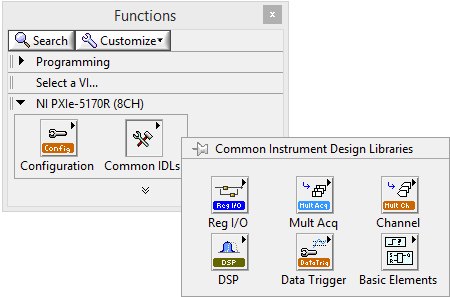 Functions
x
Search
Customize
Programming
Select a VI...
NI PXIe-5170R (8CH)
Config
Configuration
Common IDLs
Common Instrument Design Libraries
Reg I/O
Mult Acq
Mult Ch
Reg I/O
Mult Acq
Channel
DSP
DataTrig
DSP
Data Trigger
Basic Elements